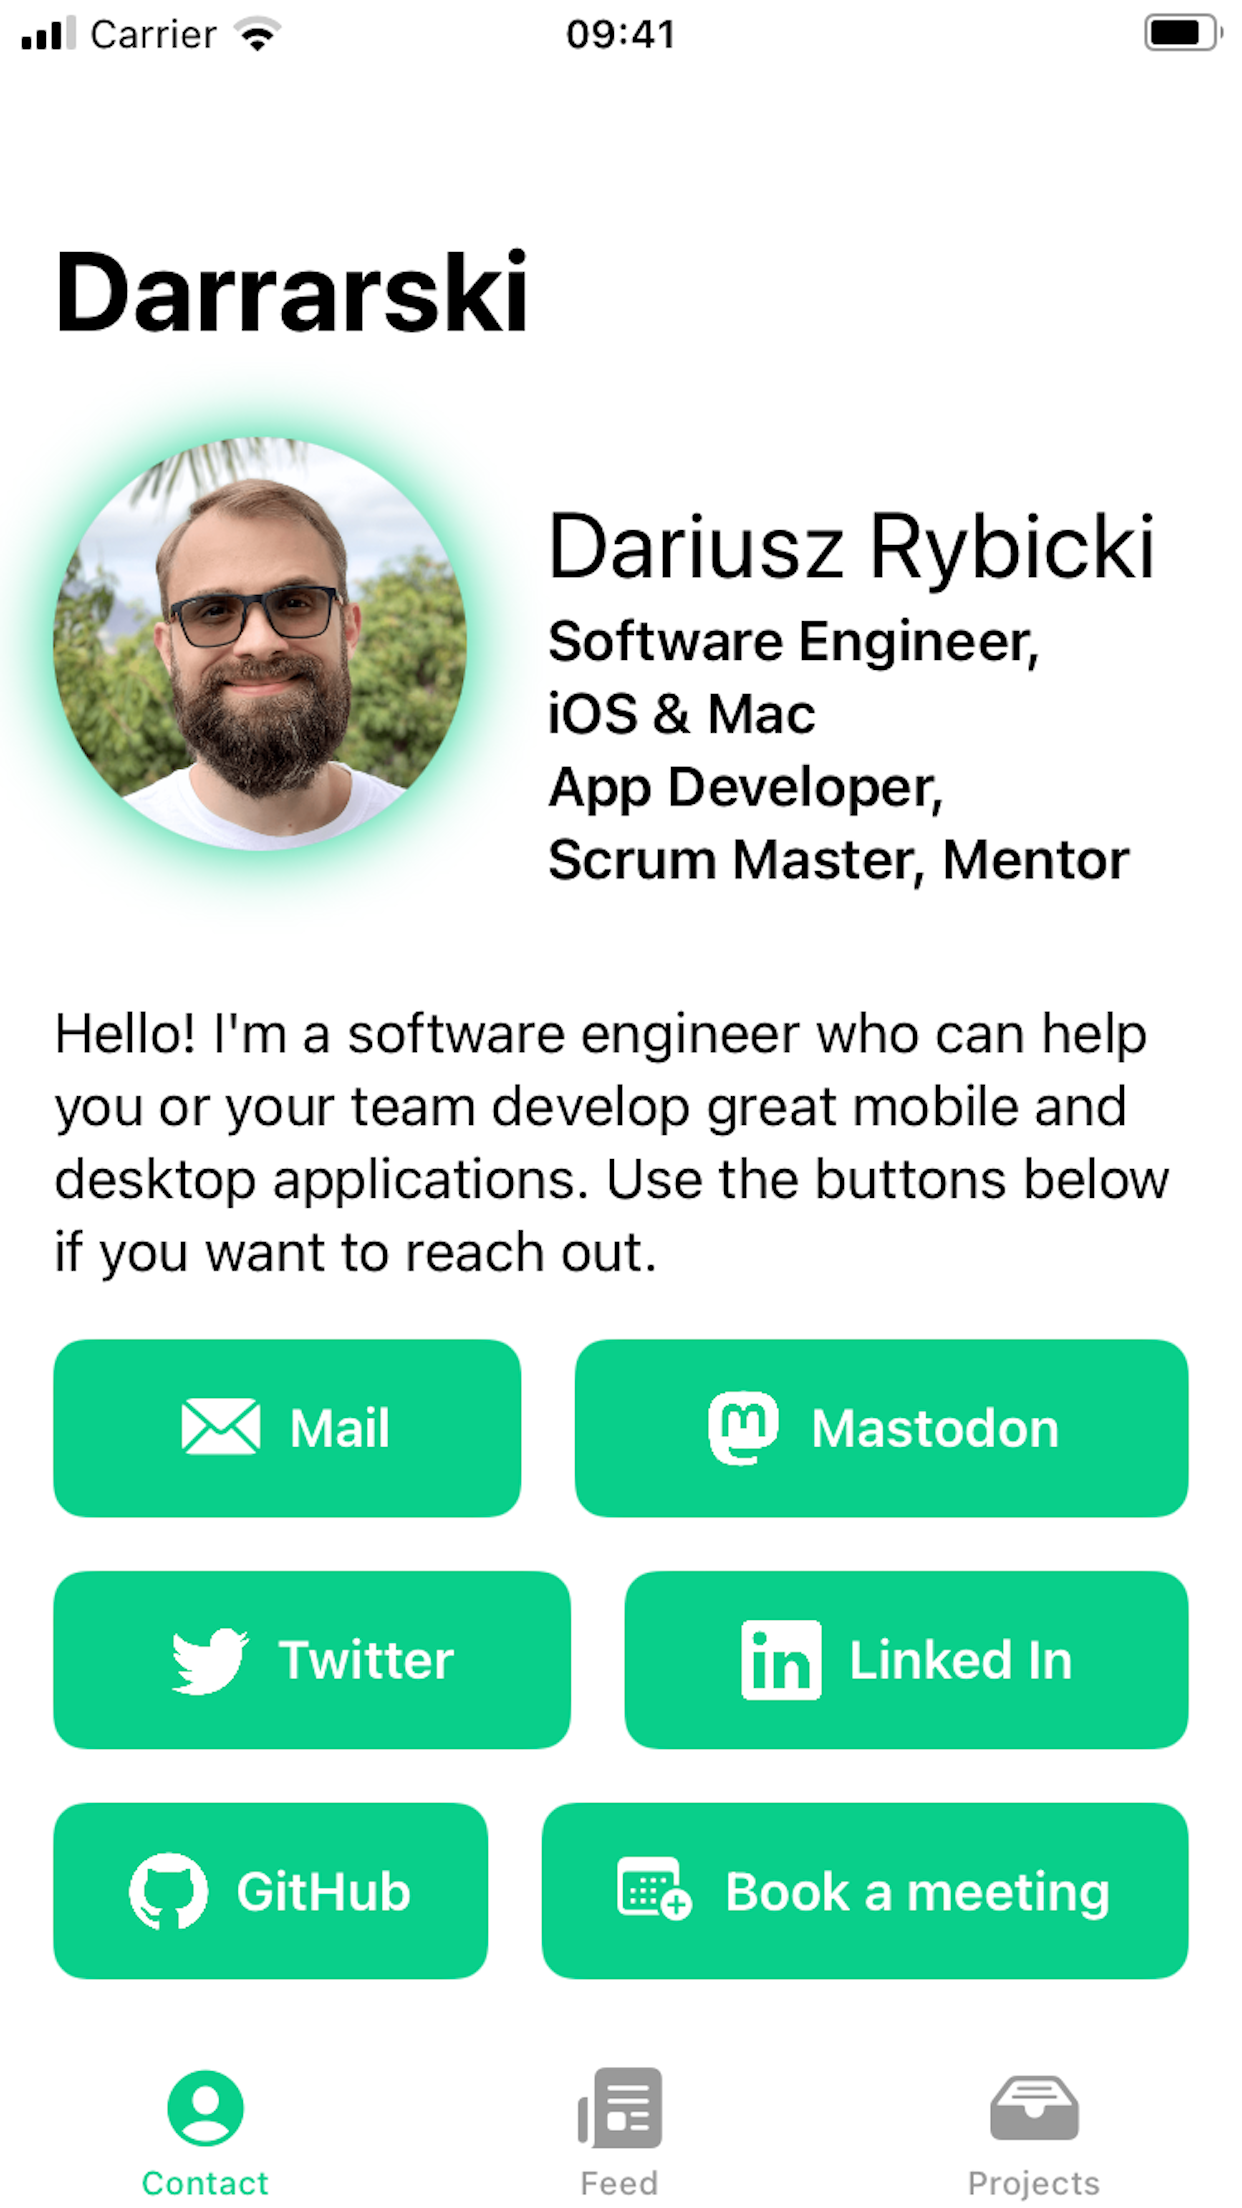 Carrier 09:41
Darrarski
Dariusz Rybicki
Software Engineer,
iOS & Mac
App Developer,
Scrum Master, Mentor
Hello! I'm a software engineer who can help
you or your team develop great mobile and
desktop applications. Use the buttons below
if you want to reach out.
Mail
Mastodon
Twitter
Linked In
GitHub
Book a meeting
Contact
Feed
Projects